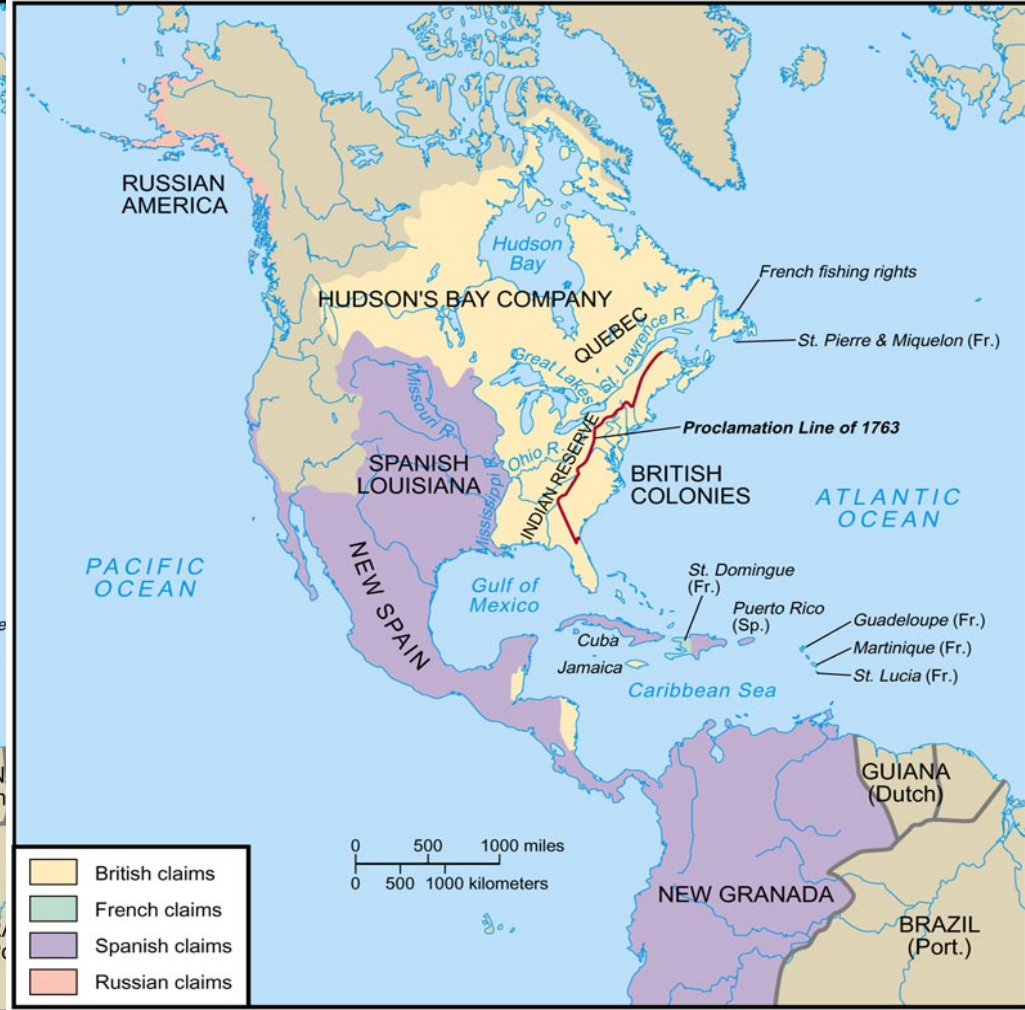 RUSSIAN
AMERICA
Hudson
Bay
HUDSON'S BAY COMPANY
French fishing rights
QUEBEC
St. Lawrence R.
St. Pierre & Miquelon (Fr.)
Great Lakes
Missouri R.
Proclamation Line of 1763
Ohio R.
INDIAN RESERVE
SPANISH
LOUISIANA
Mississippi R.
BRITISH
COLONIES
ATLANTIC
OCEAN
PACIFIC
OCEAN
NEW SPAIN
Gulf of
Mexico
St. Domingue
(Fr.)
Puerto Rico
(Sp.)
Cuba
Jamaica
Guadeloupe (Fr.)
Martinique (Fr.)
St. Lucia (Fr.)
Caribbean Sea
GUIANA
(Dutch)
0 500 1000 miles
0 500 1000 kilometers
NEW GRANADA
BRAZIL
(Port.)
British claims
French claims
Spanish claims
Russian claims